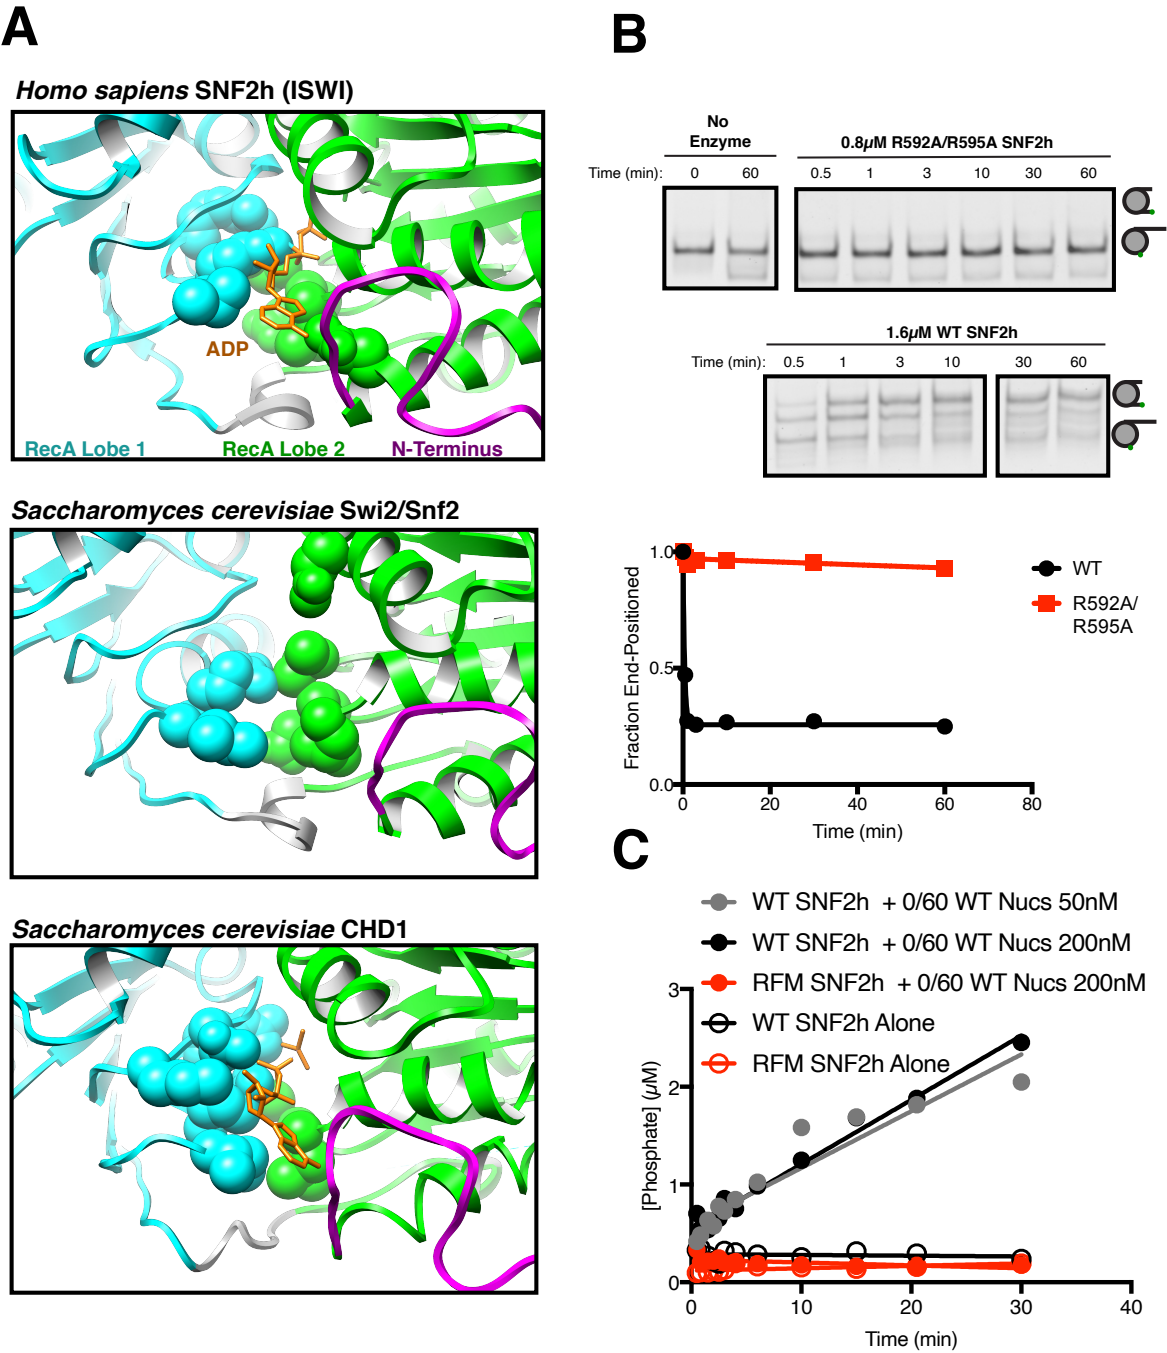 A
Homo sapiens SNF2h (ISWI)
ADP
RecA Lobe 1 RecA Lobe 2 N-Terminus
Saccharomyces cerevisiae Swi2/Snf2
Saccharomyces cerevisiae CHD1
B
No
Enzyme
0.8µM R592A/R595A SNF2h
Time (min): 0 60 0.5 1 3 10 30 60
1.6µM WT SNF2h
Time (min): 0.5 1 3 10 30 60
Fraction End-Positioned
1.0
0.5
0.0
0 20 40 60 80
Time (min)
WT
R592A/
R595A
C
WT SNF2h + 0/60 WT Nucs 50nM
WT SNF2h + 0/60 WT Nucs 200nM
RFM SNF2h + 0/60 WT Nucs 200nM
WT SNF2h Alone
RFM SNF2h Alone
[Phosphate] (µM)
3
2
1
0
0 10 20 30 40
Time (min)